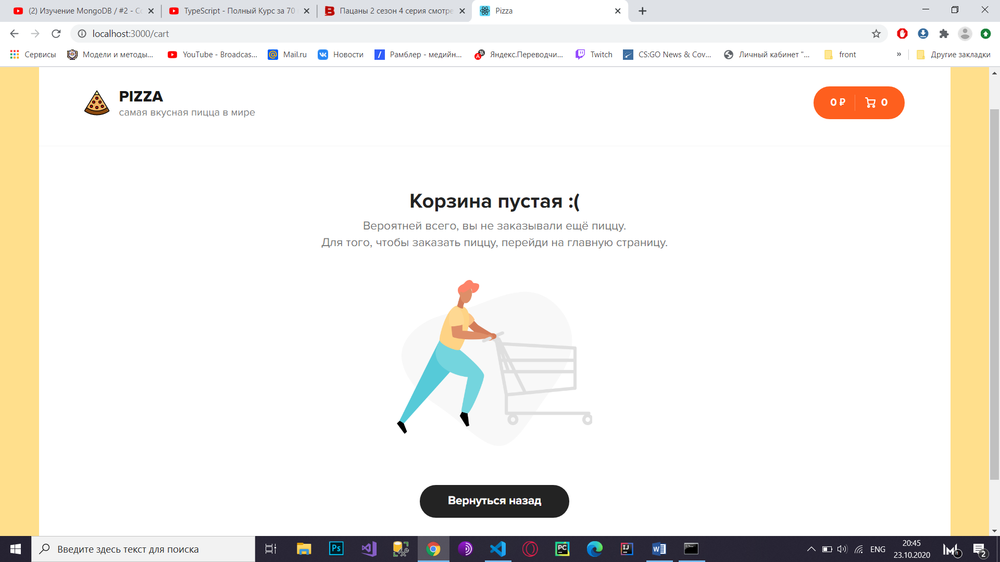 (2) Изучение MongoDB / #2 - Co
TypeScript - Полный Курс за 70
Пацаны 2 сезон 4 серия смотре
Pizza
localhost:3000/cart
Сервисы
Модели и методы...
YouTube - Broadcas...
Mail.ru
Новости
Рамблер - медийн...
Яндекс.Переводчи...
Twitch
CS:GO News & Cov...
Личный кабинет "...
front
»
Другие закладки
PIZZA
самая вкусная пицца в мире
0 ₽
0
Корзина пустая :(
Вероятней всего, вы не заказывали ещё пиццу.
Для того, чтобы заказать пиццу, перейди на главную страницу.
Вернуться назад
Введите здесь текст для поиска
ENG
20:45
23.10.2020
2